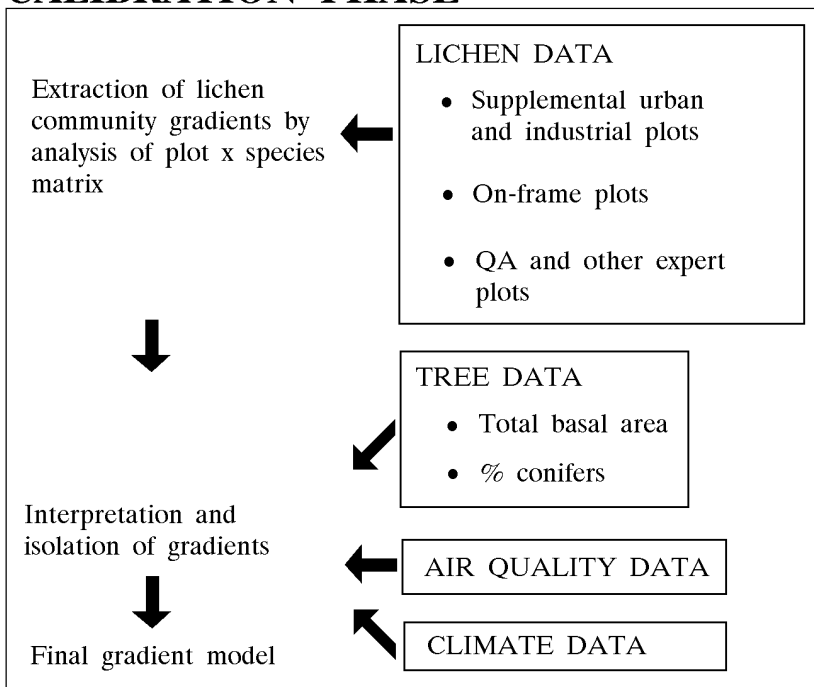 CALIBRATION PHASE
LICHEN DATA
• Supplemental urban
and industrial plots
• On-frame plots
• QA and other expert
plots
Extraction of lichen
community gradients by
analysis of plot x species
matrix
TREE DATA
• Total basal area
• % conifers
Interpretation and
isolation of gradients
AIR QUALITY DATA
CLIMATE DATA
Final gradient model